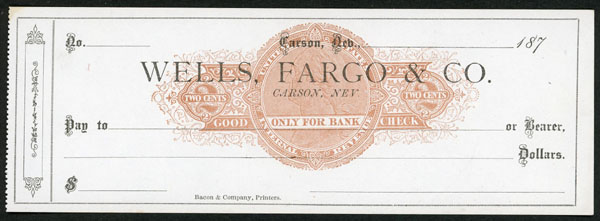 No. Carson, Nev. 187
WELLS, FARGO & CO.
CARSON, NEV
TWO CENTS TWO CENTS
GOOD ONLY FOR BANK CHECK
Pay to or Bearer,
Dollars.
$
Bacon & Company, Printers.